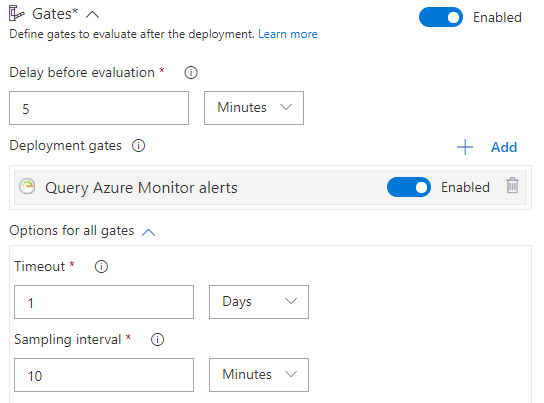 Gates*
Enabled
Define gates to evaluate after the deployment. Learn more
Delay before evaluation *
5
Minutes
Deployment gates
Add
Query Azure Monitor alerts
Enabled
Options for all gates
Timeout *
1
Days
Sampling interval *
10
Minutes